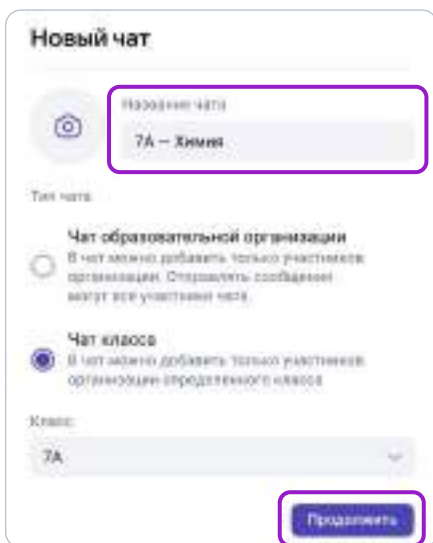 Новый чат
Название чата
7А — Химия
Тип чата
Чат образовательной организации
В чат можно добавить только участников
организации. Отправлять сообщения
могут все участники чата.
Чат класса
В чат можно добавить только участников
организации определенного класса
Класс
7А
Продолжить